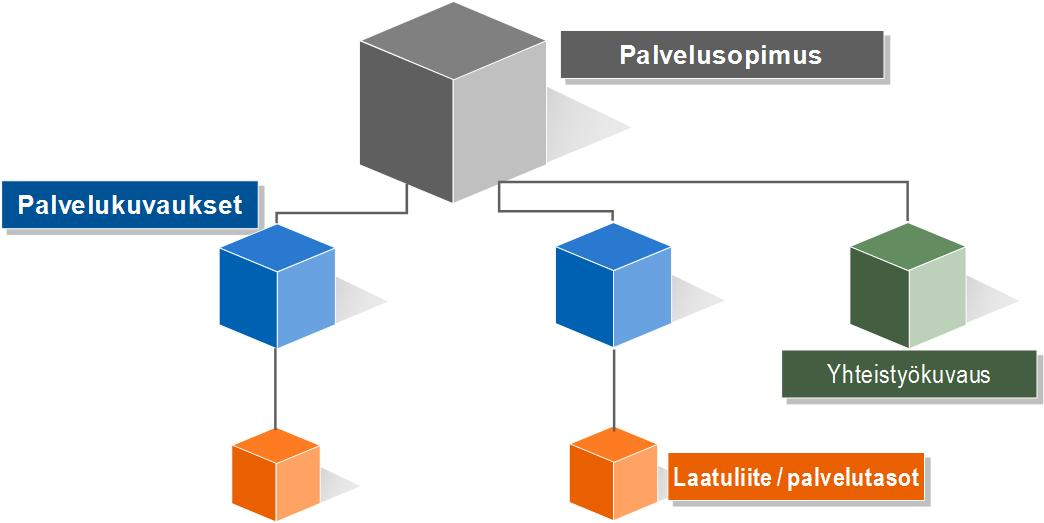 Palvelusopimus
Palvelukuvaukset
Yhteistyökuvaus
Laatuliite / palvelutasot